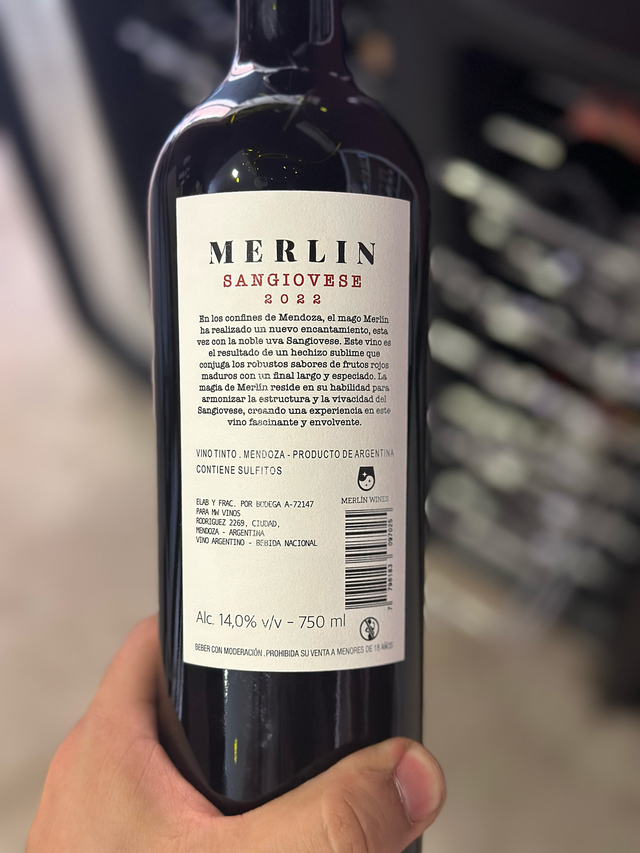 MERLIN
SANGIOVESE
2022
En los confines de Mendoza, el mago Merlín
ha realizado un nuevo encantamiento, esta
vez con la noble uva Sangiovese. Este vino es
el resultado de un hechizo sublime que
conjuga los robustos sabores de frutos rojos
maduros con un final largo y especiado. La
magia de Merlín reside en su habilidad para
armonizar la estructura y la vivacidad del
Sangiovese, creando una experiencia en este
vino fascinante y envolvente.
VINO TINTO . MENDOZA - PRODUCTO DE ARGENTINA
CONTIENE SULFITOS
MERLÍN WINES
ELAB Y FRAC. POR BODEGA A-72147
PARA MW VINOS
RODRIGUEZ 2269, CIUDAD,
MENDOZA - ARGENTINA
VINO ARGENTINO - BEBIDA NACIONAL
Alc. 14,0% v/v - 750 ml
BEBER CON MODERACIÓN. PROHIBIDA SU VENTA A MENORES DE 18 AÑOS